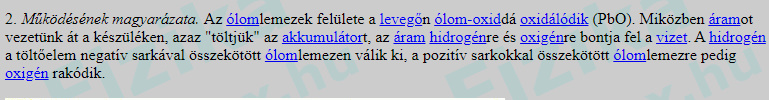 2. Működésének magyarázata. Az ólomlemezek felülete a levegőn ólom-oxiddá oxidálódik (PbO). Miközben áramot
vezetünk át a készüléken, azaz "töltjük" az akkumulátort, az áram hidrogénre és oxigénre bontja fel a vizet. A hidrogén
a töltőelem negatív sarkával összekötött ólomlemezen válik ki, a pozitív sarkokkal összekötött ólomlemezre pedig
oxigén rakódik.